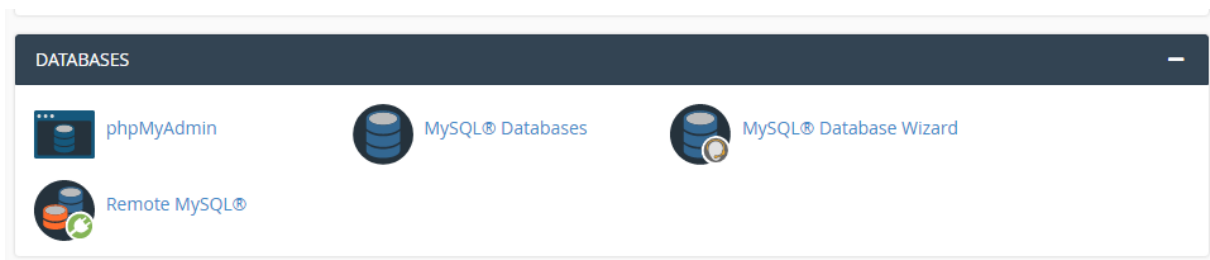 DATABASES
phpMyAdmin
MySQL® Databases
MySQL® Database Wizard
Remote MySQL®